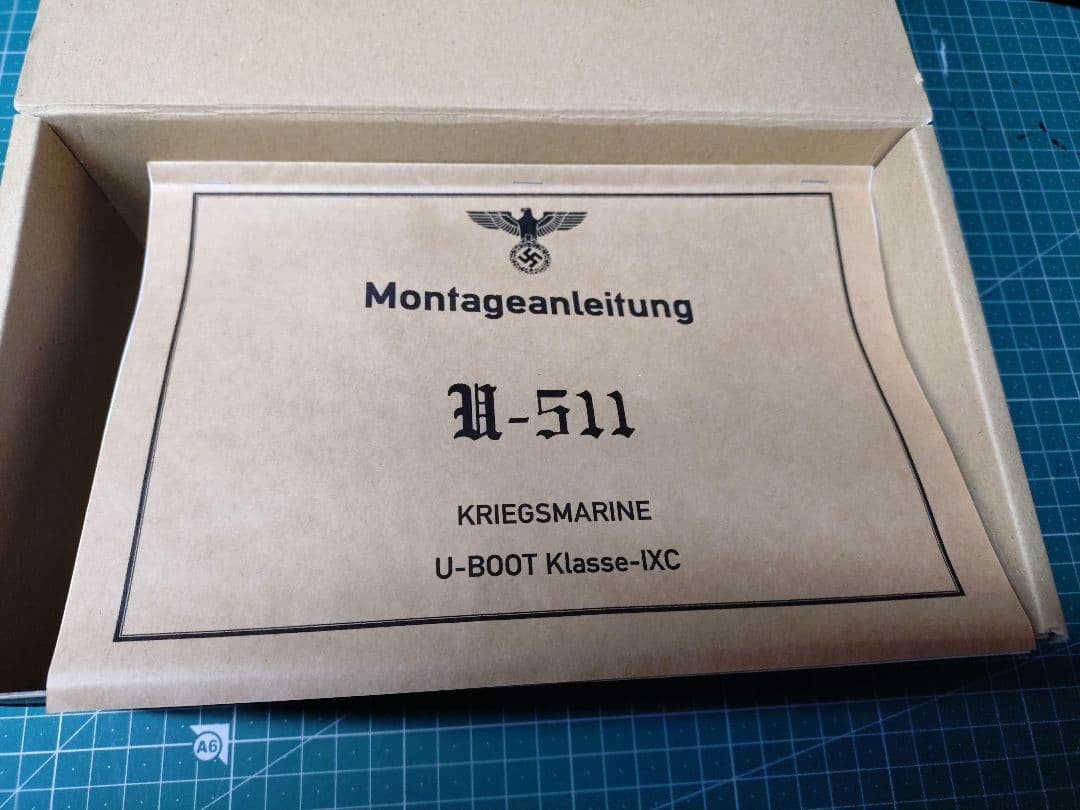 Montageanleitung
U-511
KRIEGSMARINE
U-BOOT Klasse-IXC
A6